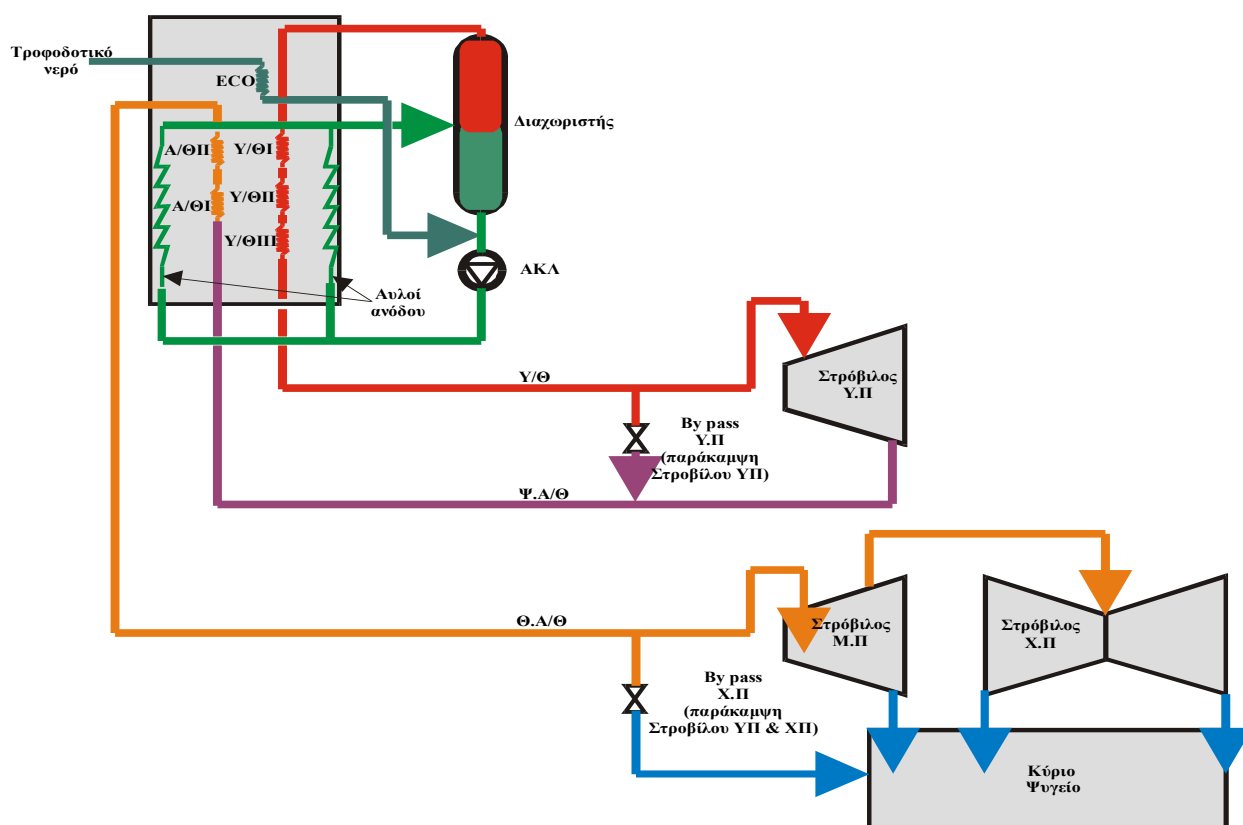 Τροφοδοτικό
νερό
ECO
Διαχωριστής
Α/ΘΙΙ
Υ/ΘΙ
Α/ΘΙ
Υ/ΘΙΙ
Υ/ΘΙΙΙ
ΑΚΛ
Αυλοί
ανόδου
Υ/Θ
Στρόβιλος
Υ.Π
By pass
Υ.Π
(παράκαμψη
Στροβίλου ΥΠ)
Ψ.Α/Θ
Θ.Α/Θ
Στρόβιλος
Μ.Π
Στρόβιλος
Χ.Π
By pass
Χ.Π
(παράκαμψη
Στροβίλου ΥΠ & ΧΠ)
Κύριο
Ψυγείο